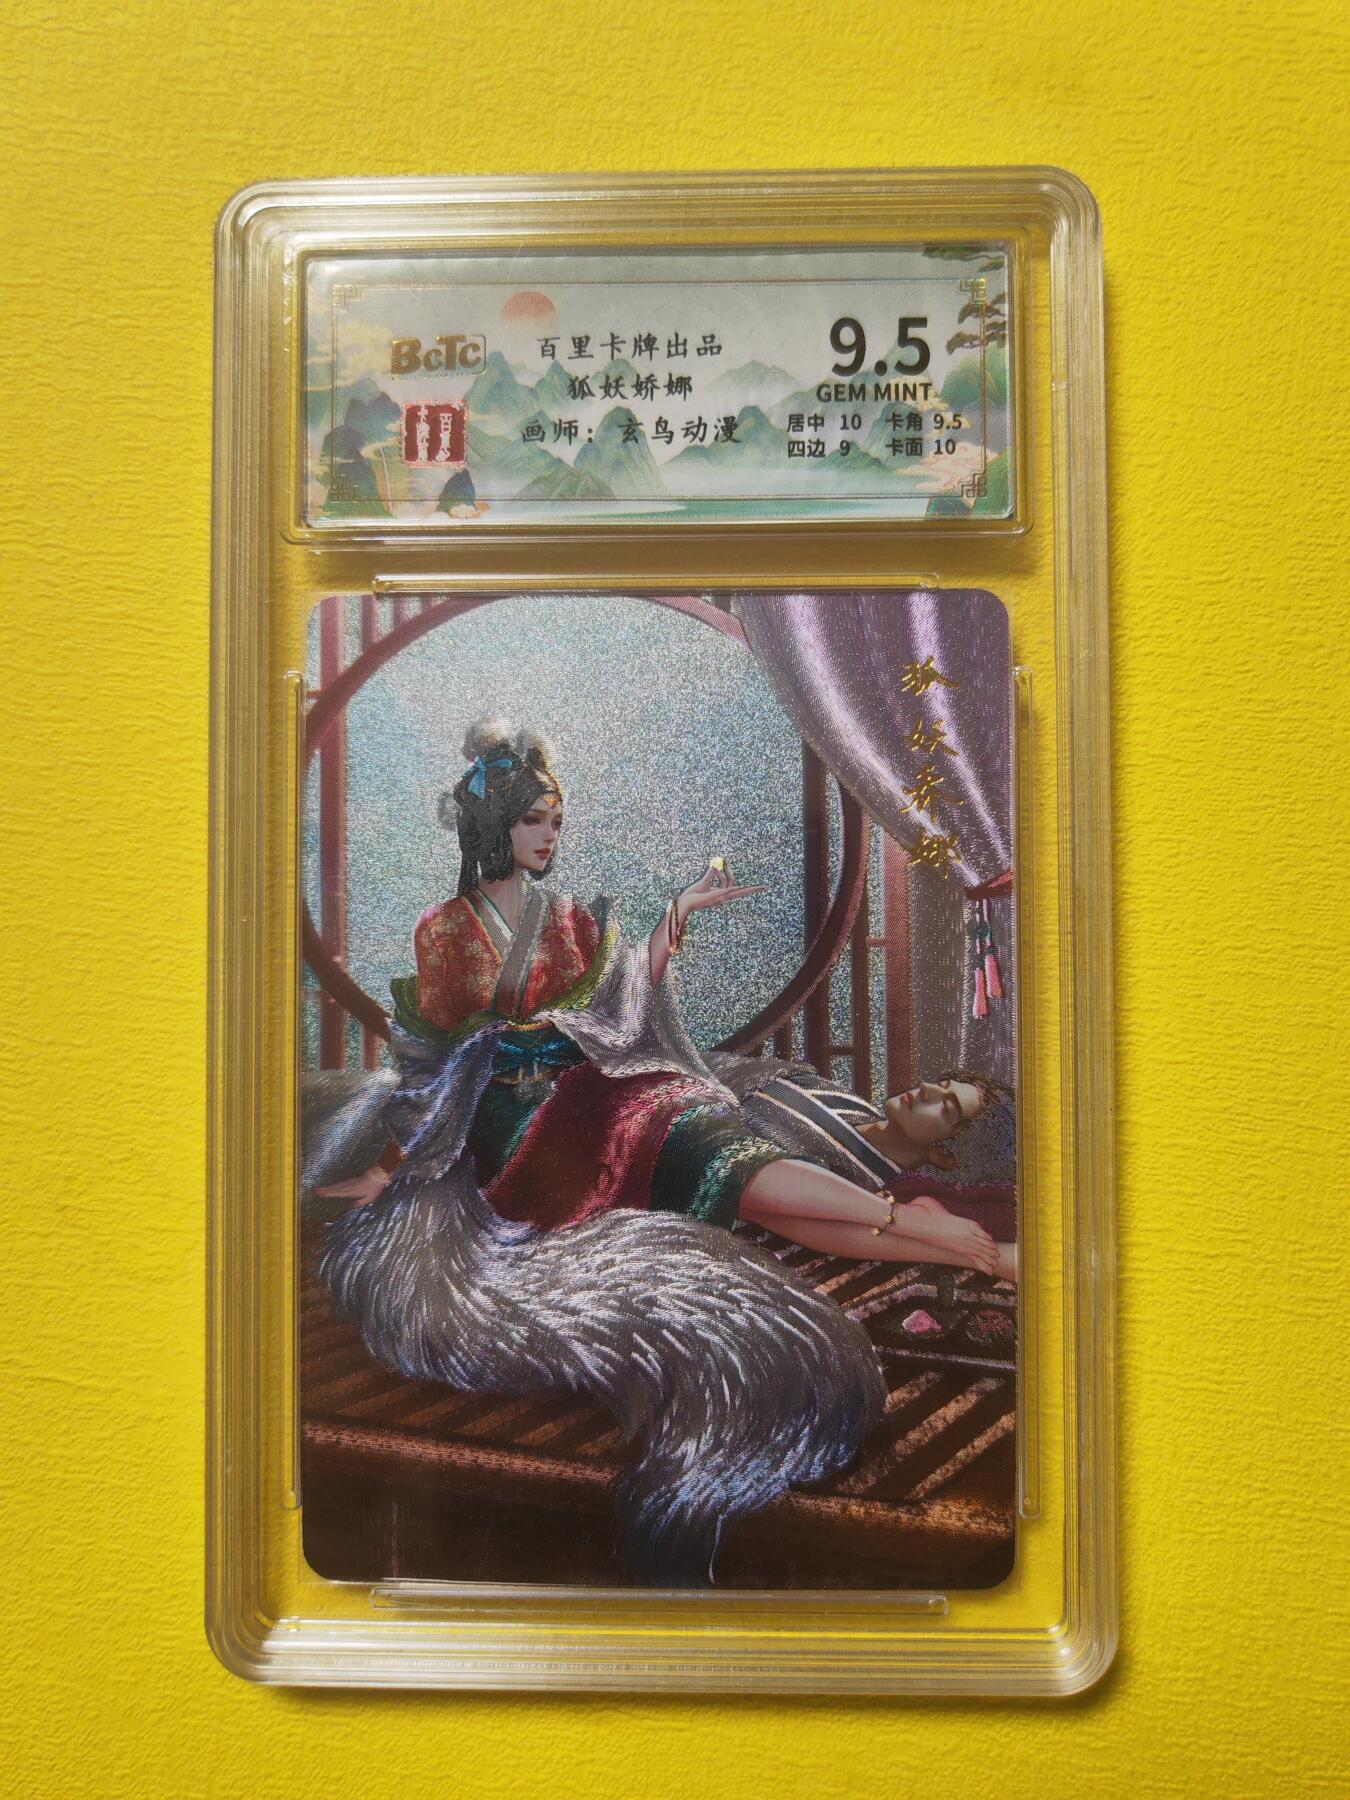 BCTC
百里卡牌出品
狐妖娇娜
画师：玄鸟动漫
9.5
GEM MINT
居中 10 卡角 9.5
四边 9 卡面 10
狐妖娇娜